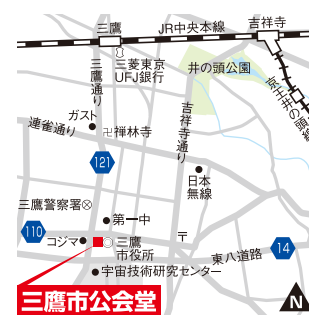 吉祥寺
三鷹
JR中央本線
三菱東京
UFJ銀行
井の頭公園
京王井の頭線
三鷹通り
吉祥寺通り
ガスト
連雀通り
卍禅林寺
121
日本
無線
三鷹警察署
第一中
110
コジマ
三鷹
市役所
〒
14
東八道路
宇宙技術研究センター
三鷹市公会堂
N